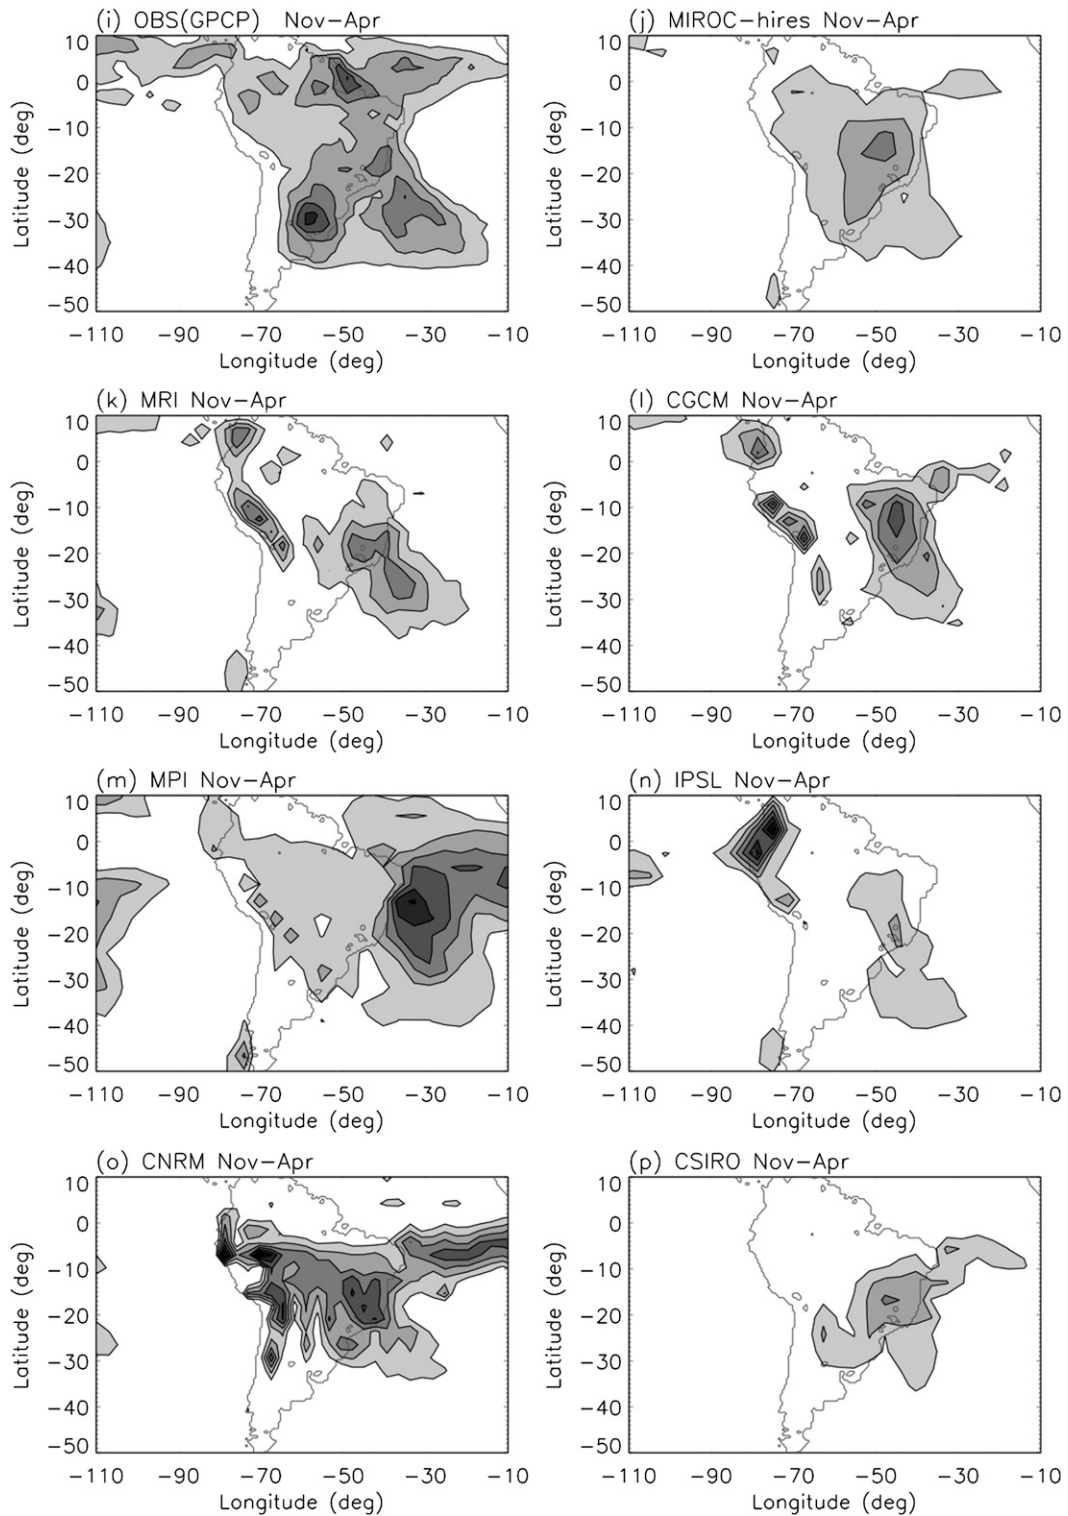 (i) OBS(GPCP) Nov-Apr
10
0
-10
-20
-30
-40
-50
Latitude (deg)
-110 -90 -70 -50 -30 -10
Longitude (deg)
(j) MIROC-hires Nov-Apr
10
0
-10
-20
-30
-40
-50
Latitude (deg)
-110 -90 -70 -50 -30 -10
Longitude (deg)
(k) MRI Nov-Apr
10
0
-10
-20
-30
-40
-50
Latitude (deg)
-110 -90 -70 -50 -30 -10
Longitude (deg)
(l) CGCM Nov-Apr
10
0
-10
-20
-30
-40
-50
Latitude (deg)
-110 -90 -70 -50 -30 -10
Longitude (deg)
(m) MPI Nov-Apr
10
0
-10
-20
-30
-40
-50
Latitude (deg)
-110 -90 -70 -50 -30 -10
Longitude (deg)
(n) IPSL Nov-Apr
10
0
-10
-20
-30
-40
-50
Latitude (deg)
-110 -90 -70 -50 -30 -10
Longitude (deg)
(o) CNRM Nov-Apr
10
0
-10
-20
-30
-40
-50
Latitude (deg)
-110 -90 -70 -50 -30 -10
Longitude (deg)
(p) CSIRO Nov-Apr
10
0
-10
-20
-30
-40
-50
Latitude (deg)
-110 -90 -70 -50 -30 -10
Longitude (deg)